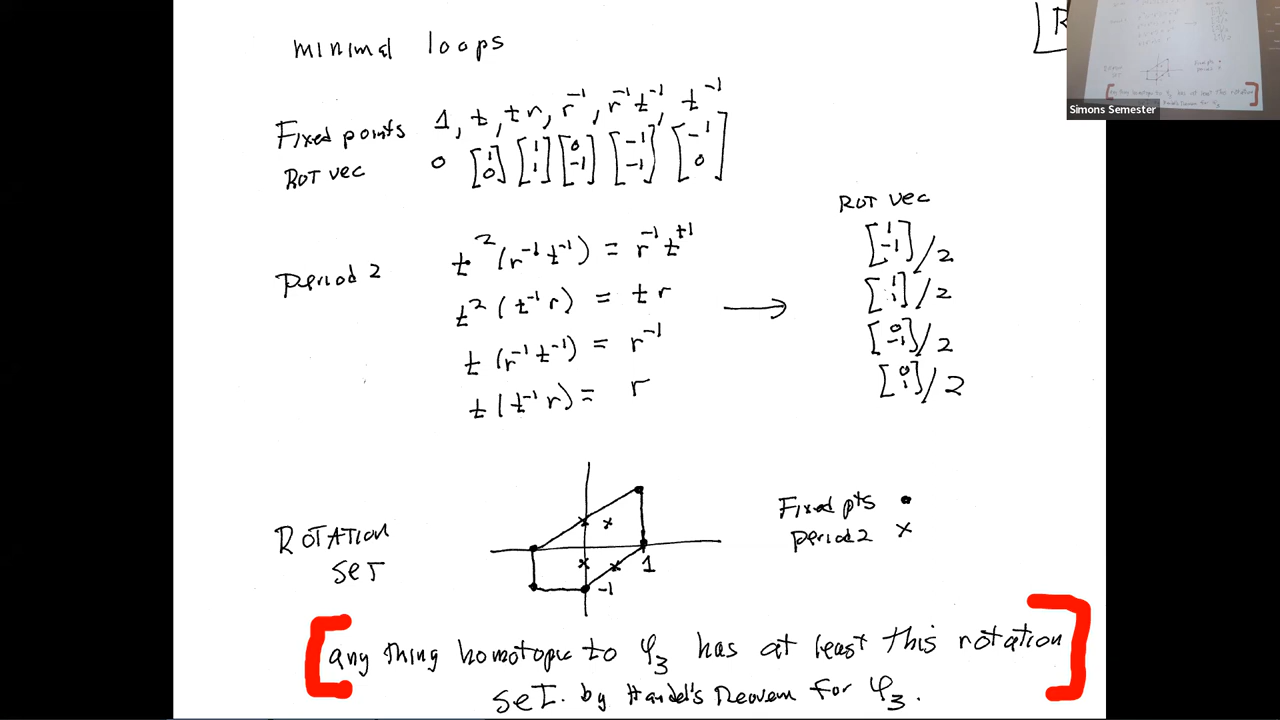 minimal loops
R
Simons Semester
Fixed points 1, t, tr, r⁻¹, r⁻¹t⁻¹, t⁻¹
ROT vec 0 [1 0] [1 1] [0 -1] [-1 -1] [-1 0]
ROT vec
period 2 t²(r⁻¹t⁻¹) = r⁻¹t⁺¹ [1 -1]/2
t²(t⁻¹r) = tr → [1 1]/2
t(r⁻¹t⁻¹) = r⁻¹ [0 -1]/2
t(t⁻¹r) = r [0 1]/2
ROTATION SET
1
-1
Fixed pts •
period 2 x
[any thing homotopic to φ₃ has at least this rotation
set. by Handel's Theorem for φ₃.]